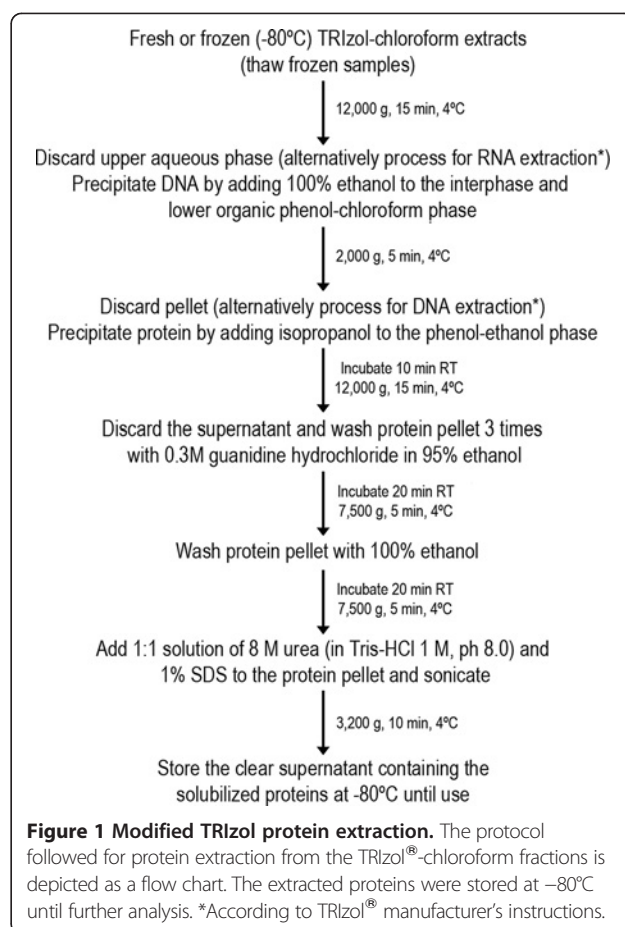 Fresh or frozen (-80ºC) TRIzol-chloroform extracts
(thaw frozen samples)
12,000 g, 15 min, 4ºC
Discard upper aqueous phase (alternatively process for RNA extraction*)
Precipitate DNA by adding 100% ethanol to the interphase and
lower organic phenol-chloroform phase
2,000 g, 5 min, 4ºC
Discard pellet (alternatively process for DNA extraction*)
Precipitate protein by adding isopropanol to the phenol-ethanol phase
Incubate 10 min RT
12,000 g, 15 min, 4ºC
Discard the supernatant and wash protein pellet 3 times
with 0.3M guanidine hydrochloride in 95% ethanol
Incubate 20 min RT
7,500 g, 5 min, 4ºC
Wash protein pellet with 100% ethanol
Incubate 20 min RT
7,500 g, 5 min, 4ºC
Add 1:1 solution of 8 M urea (in Tris-HCl 1 M, ph 8.0) and
1% SDS to the protein pellet and sonicate
3,200 g, 10 min, 4ºC
Store the clear supernatant containing the
solubilized proteins at -80ºC until use
Figure 1 Modified TRIzol protein extraction. The protocol
followed for protein extraction from the TRIzol®-chloroform fractions is
depicted as a flow chart. The extracted proteins were stored at −80°C
until further analysis. *According to TRIzol® manufacturer's instructions.